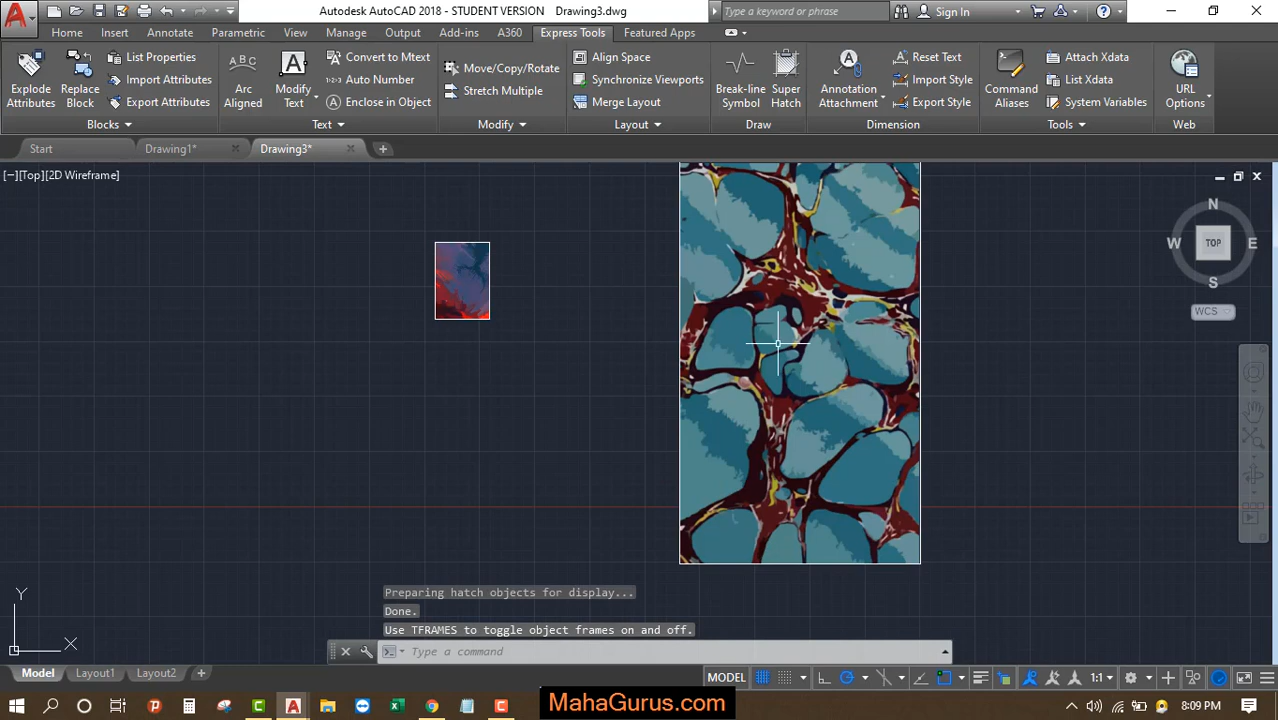 Autodesk AutoCAD 2018 - STUDENT VERSION Drawing3.dwg
Type a keyword or phrase
Sign In
Home Insert Annotate Parametric View Manage Output Add-ins A360 Express Tools Featured Apps
Explode Attributes
Replace Block
List Properties
Import Attributes
Export Attributes
Arc Aligned
Modify Text
Convert to Mtext
Auto Number
Enclose in Object
Move/Copy/Rotate
Stretch Multiple
Align Space
Synchronize Viewports
Merge Layout
Break-line Symbol
Super Hatch
Annotation Attachment
Reset Text
Import Style
Export Style
Command Aliases
Attach Xdata
List Xdata
System Variables
URL Options
Blocks Text Modify Layout Draw Dimension Tools Web
Start Drawing1* Drawing3*
[−][Top][2D Wireframe]
N
W TOP E
S
WCS
Preparing hatch objects for display...
Done.
Use TFRAMES to toggle object frames on and off.
Y
X
Type a command
Model Layout1 Layout2
MODEL 1:1
MahaGurus.com
8:09 PM